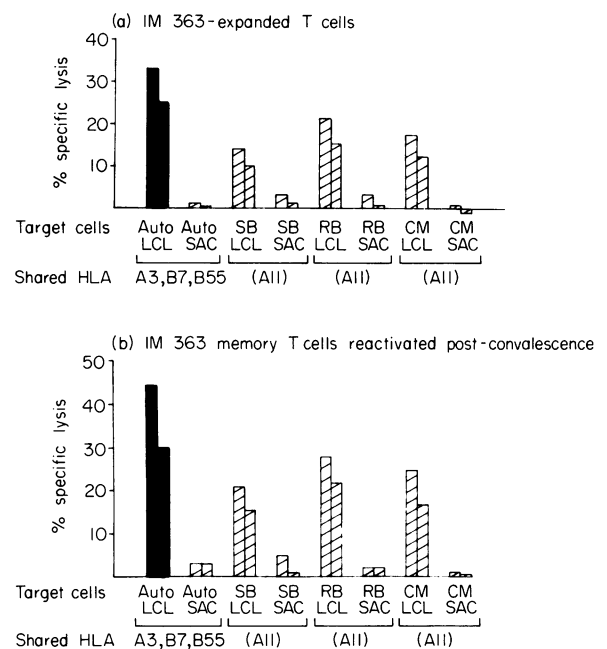 (a) IM 363-expanded T cells
40
30
20
10
% specific lysis
Target cells Auto Auto SB SB RB RB CM CM
LCL SAC LCL SAC LCL SAC LCL SAC
Shared HLA A3,B7,B55 (A11) (A11) (A11)
(b) IM 363 memory T cells reactivated post-convalescence
50
40
30
20
10
% specific lysis
Target cells Auto Auto SB SB RB RB CM CM
LCL SAC LCL SAC LCL SAC LCL SAC
Shared HLA A3,B7,B55 (A11) (A11) (A11)